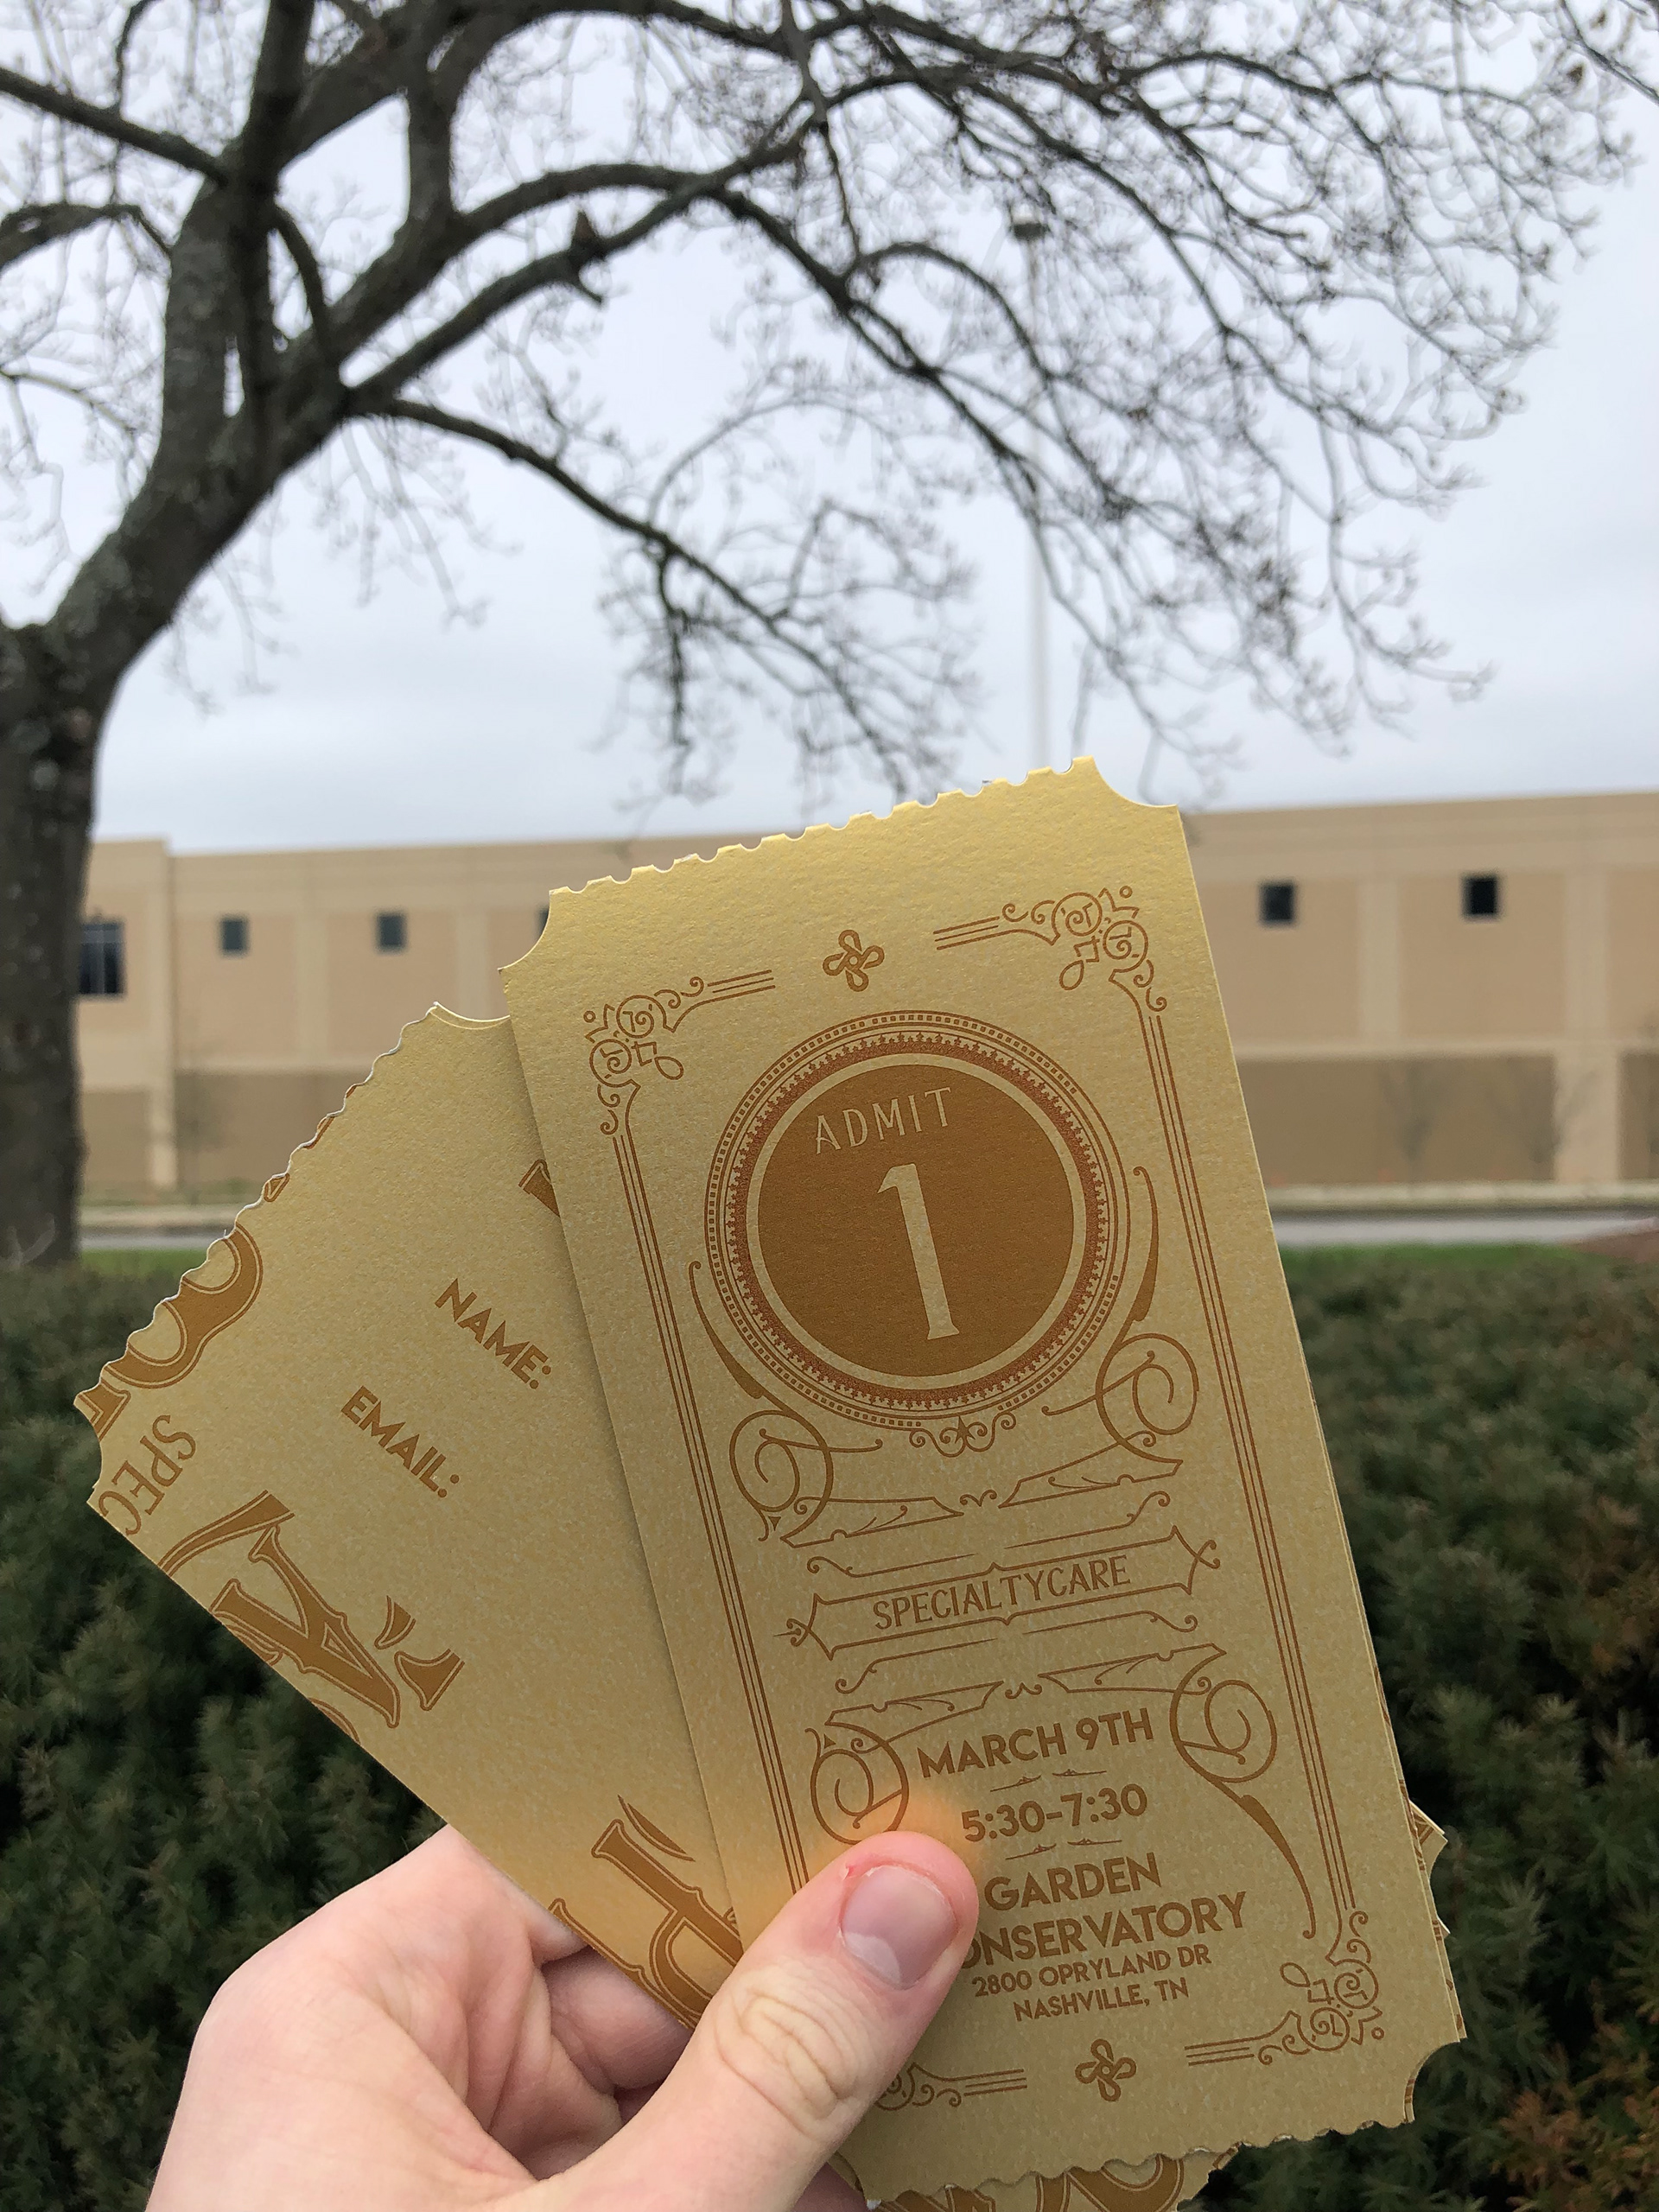 ADMIT
1
SPECIALTYCARE
MARCH 9TH
5:30-7:30
GARDEN
ONSERVATORY
2800 OPRYLAND DR
NASHVILLE, TN
NAME:
EMAIL:
SPEC